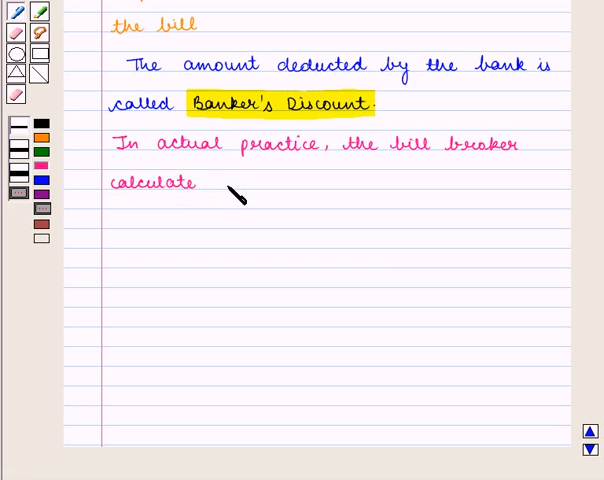 the bill
The amount deducted by the bank is
called Banker's Discount.
In actual practice, the bill broker
calculate